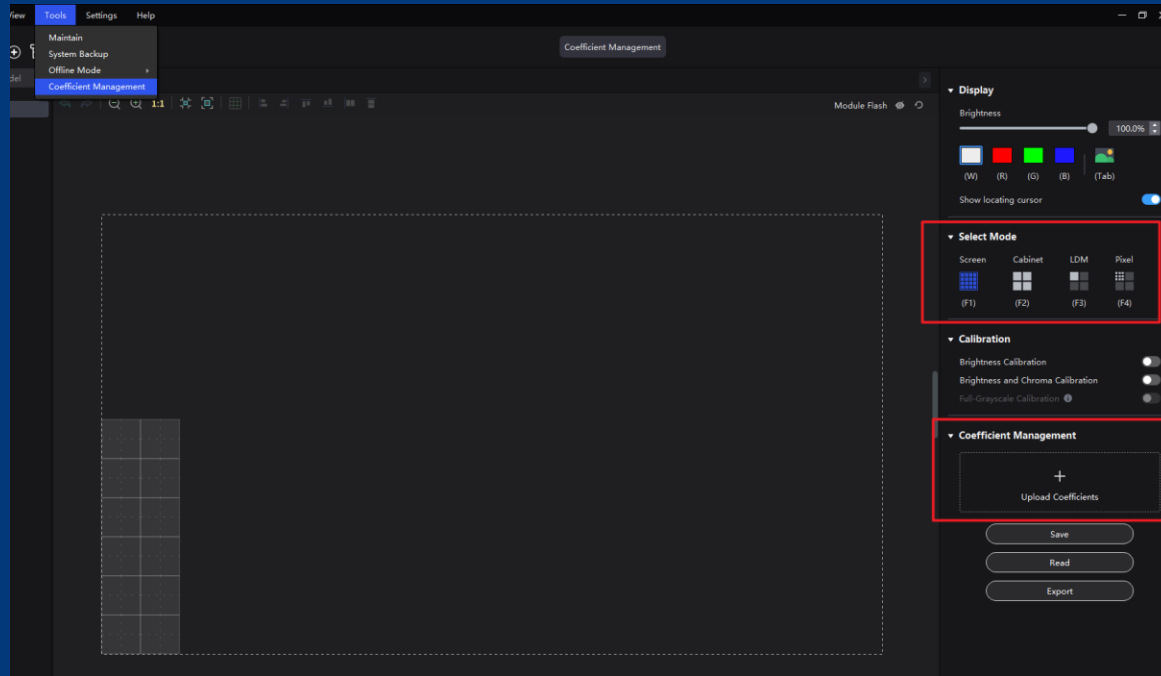 View Tools Settings Help
Maintain
System Backup
Offline Mode
Coefficient Management
Coefficient Management
del
1:1
Module Flash
Display
Brightness
100.0%
(W) (R) (G) (B) (Tab)
Show locating cursor
Select Mode
Screen Cabinet LDM Pixel
(F1) (F2) (F3) (F4)
Calibration
Brightness Calibration
Brightness and Chroma Calibration
Full-Grayscale Calibration
Coefficient Management
Upload Coefficients
Save
Read
Export